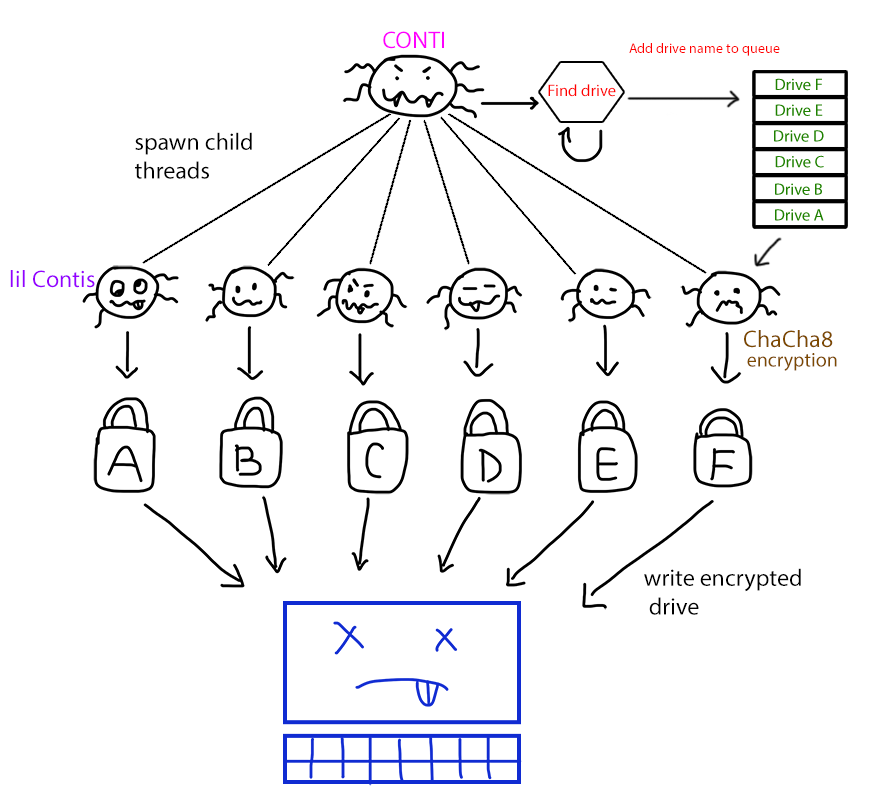 CONTI
Add drive name to queue
Find drive
Drive F
Drive E
Drive D
Drive C
Drive B
Drive A
spawn child
threads
lil Contis
ChaCha8
encryption
A
B
C
D
E
F
write encrypted
drive
x x